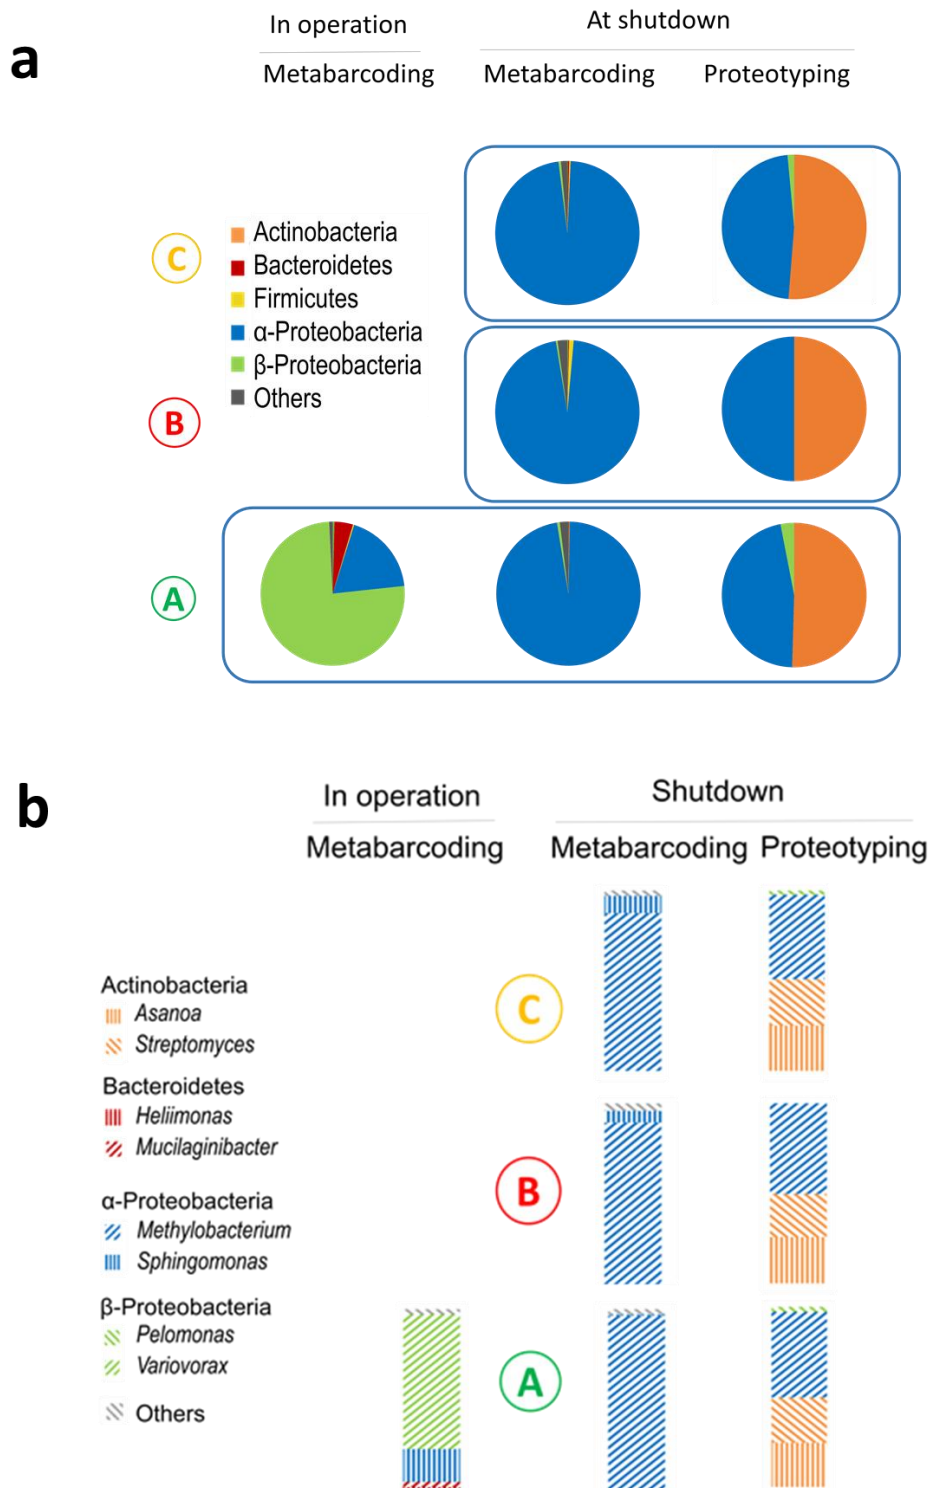 a
In operation
At shutdown
Metabarcoding
Metabarcoding
Proteotyping
C
Actinobacteria
Bacteroidetes
Firmicutes
α-Proteobacteria
β-Proteobacteria
Others
B
A
b
In operation
Shutdown
Metabarcoding
Metabarcoding
Proteotyping
Actinobacteria
Asanoa
Streptomyces
Bacteroidetes
Heliimonas
Mucilaginibacter
α-Proteobacteria
Methylobacterium
Sphingomonas
β-Proteobacteria
Pelomonas
Variovorax
Others
C
B
A